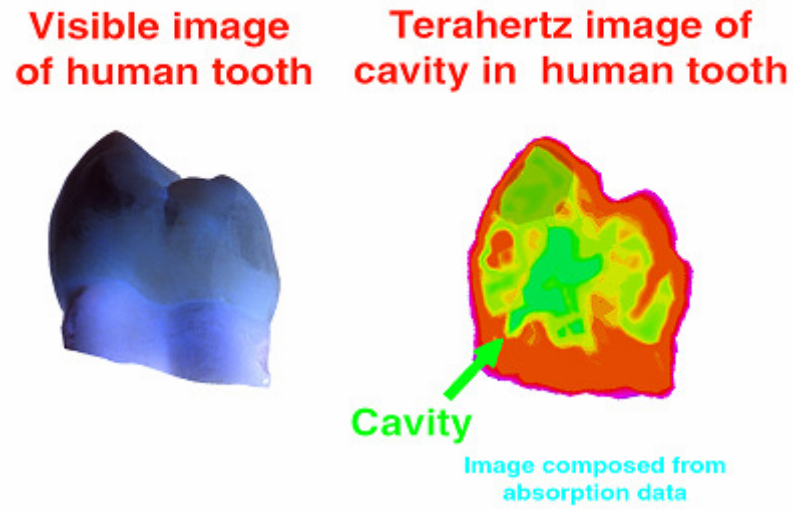 Visible image
of human tooth
Terahertz image of
cavity in human tooth
Cavity
Image composed from
absorption data